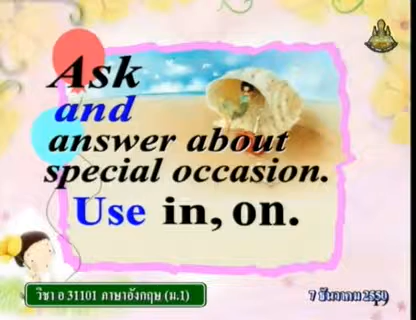 Ask
and
answer about
special occasion.
Use in, on.
วิชา อ 31101 ภาษาอังกฤษ (ม.1)
7 ธันวาคม